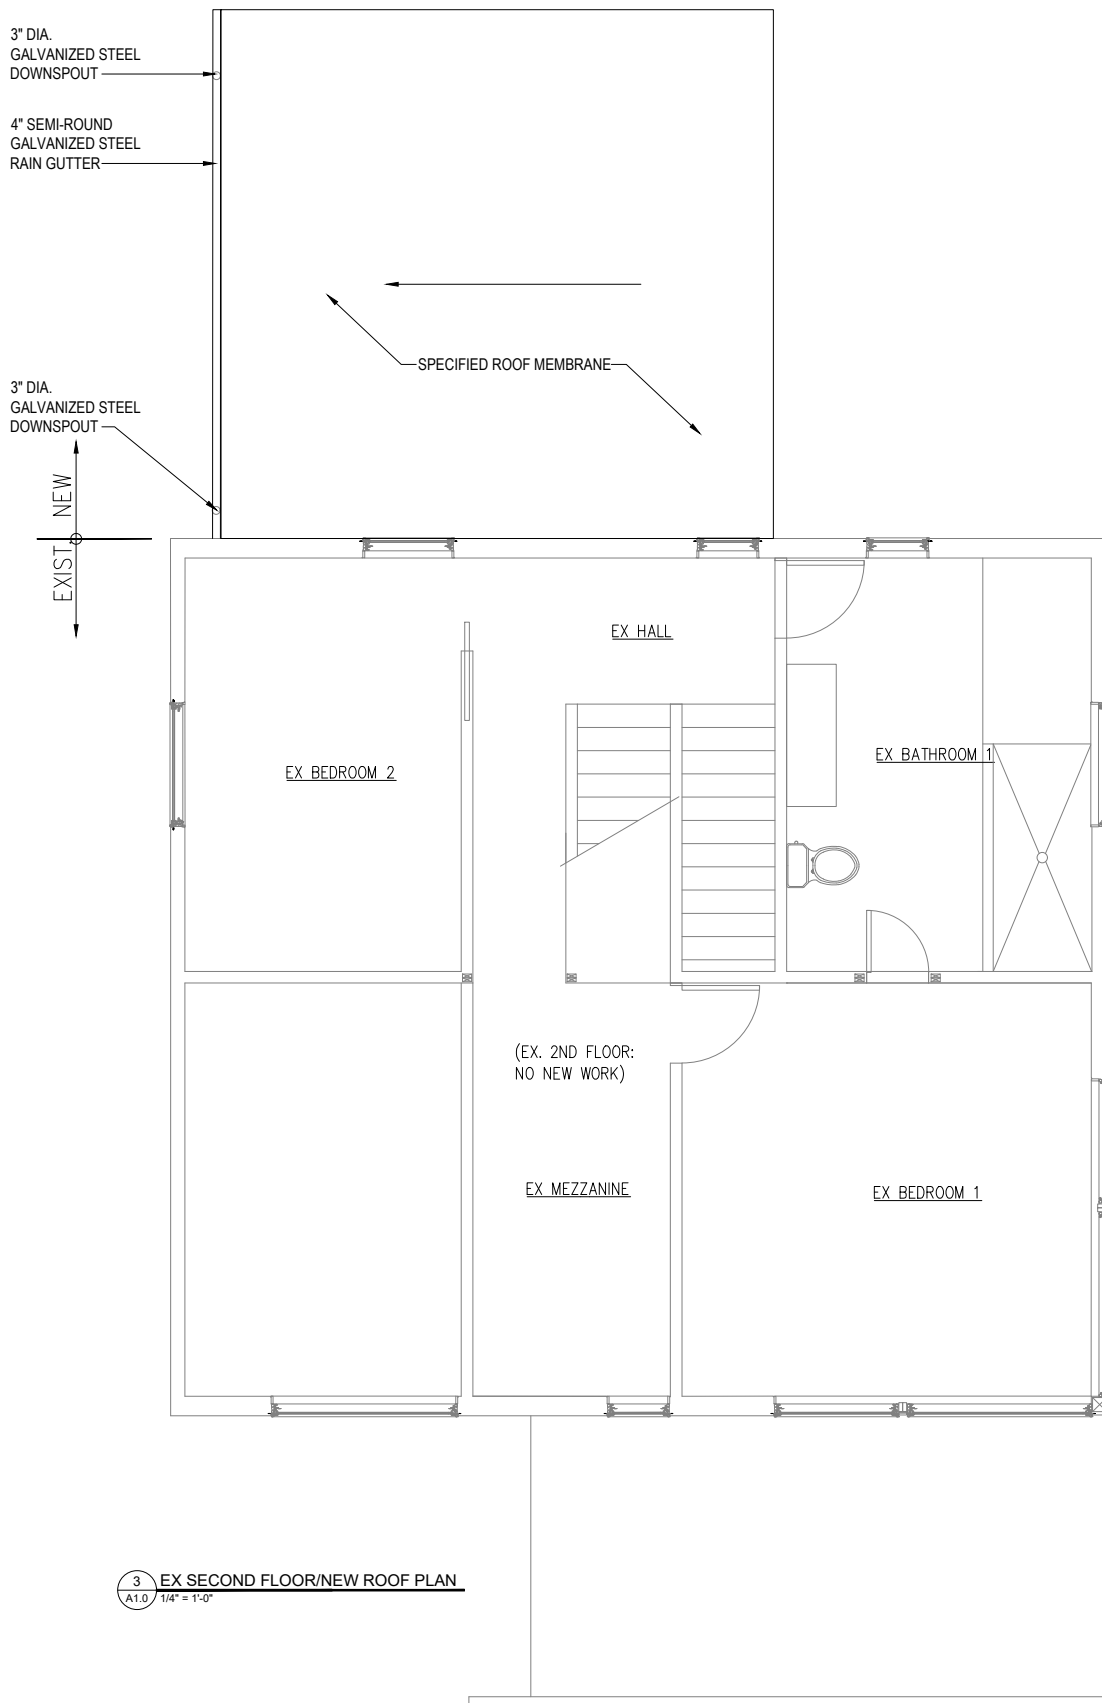 3" DIA.
GALVANIZED STEEL
DOWNSPOUT
4" SEMI-ROUND
GALVANIZED STEEL
RAIN GUTTER
SPECIFIED ROOF MEMBRANE
3" DIA.
GALVANIZED STEEL
DOWNSPOUT
NEW
EXIST
EX HALL
EX BATHROOM 1
EX BEDROOM 2
(EX. 2ND FLOOR:
NO NEW WORK)
EX MEZZANINE
EX BEDROOM 1
3
A1.0
EX SECOND FLOOR/NEW ROOF PLAN
1/4" = 1'-0"